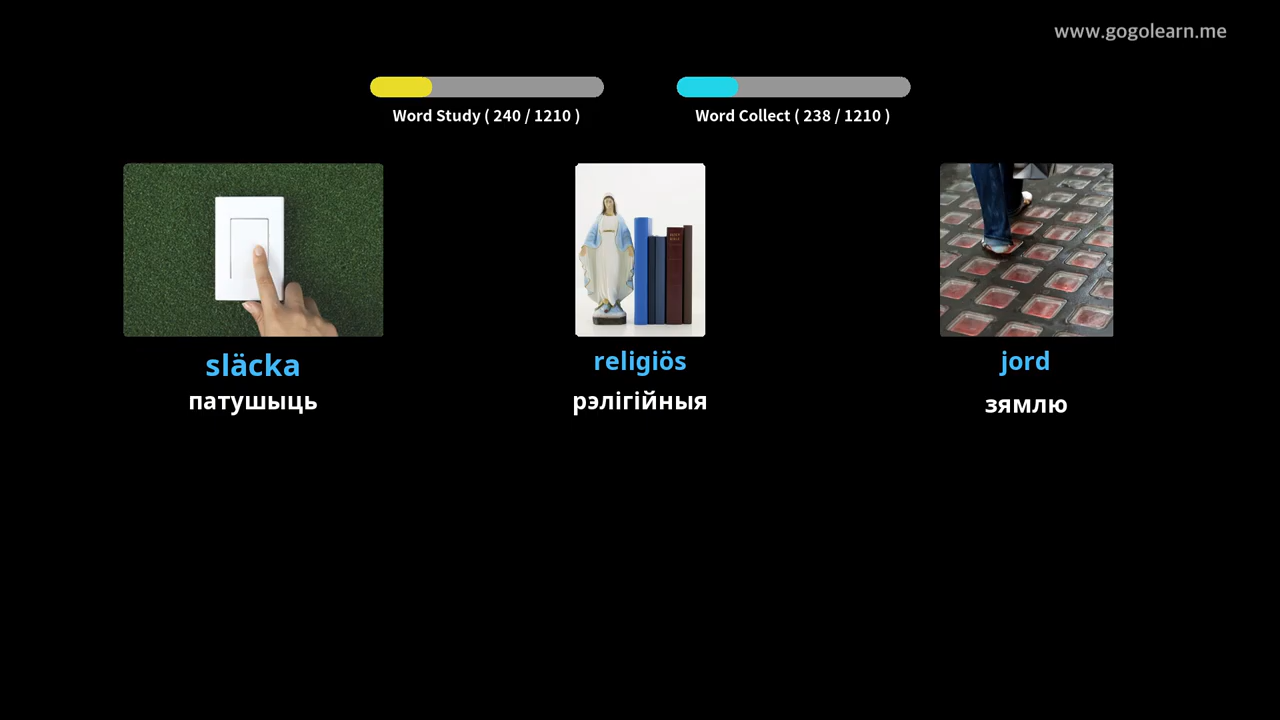 www.gogolearn.me
Word Study ( 240 / 1210 )
Word Collect ( 238 / 1210 )
släcka
religiös
jord
патушыць
рэлігійныя
зямлю